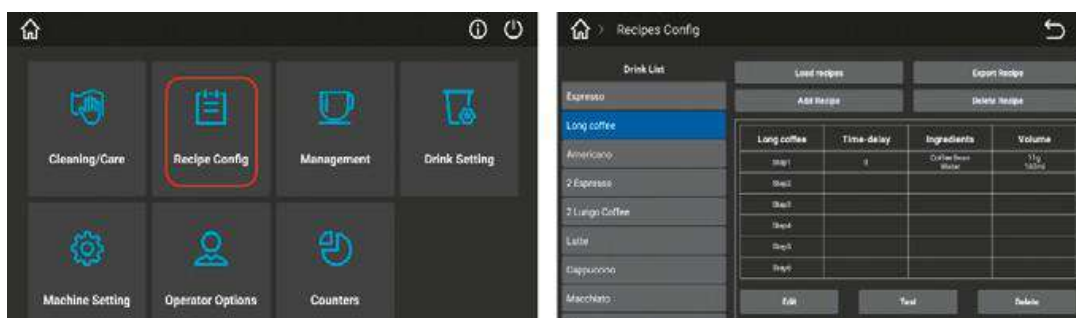 Cleaning/Care
Recipe Config
Management
Drink Setting
Machine Setting
Operator Options
Counters
Recipes Config
Drink List
Espresso
Long coffee
Americano
2 Espresso
2 Lungo Coffee
Latte
Cappuccino
Macchiato
Load recipes
Export Recipe
Add Recipe
Delete Recipe
Long coffee Time-delay Ingredients Volume
Step1 0 Coffee Bean 11g
Water
Step2
Step3
Step4
Step5
Step6
Edit Test Delete